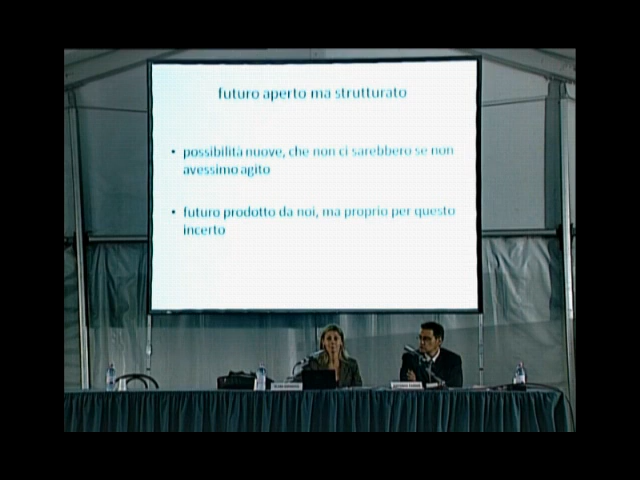 futuro aperto ma strutturato
• possibilità nuove, che non ci sarebbero se non
avessimo agito
• futuro prodotto da noi, ma proprio per questo
incerto